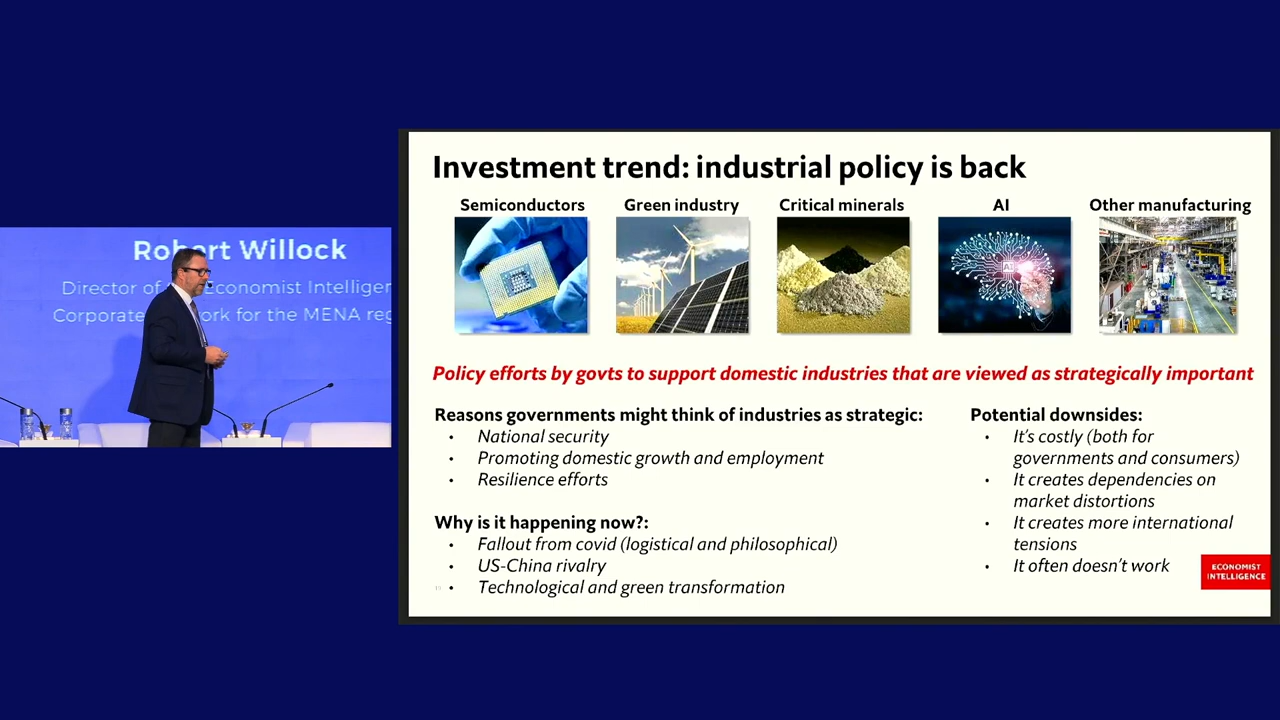 Robert Willock
Director of Economist Intelligen
Corporate work for the MENA reg
Investment trend: industrial policy is back
Semiconductors
Green industry
Critical minerals
AI
Other manufacturing
AI
Policy efforts by govts to support domestic industries that are viewed as strategically important
Reasons governments might think of industries as strategic:
• National security
• Promoting domestic growth and employment
• Resilience efforts
Why is it happening now?:
• Fallout from covid (logistical and philosophical)
• US-China rivalry
• Technological and green transformation
Potential downsides:
• It's costly (both for
governments and consumers)
• It creates dependencies on
market distortions
• It creates more international
tensions
• It often doesn't work
ECONOMIST
INTELLIGENCE